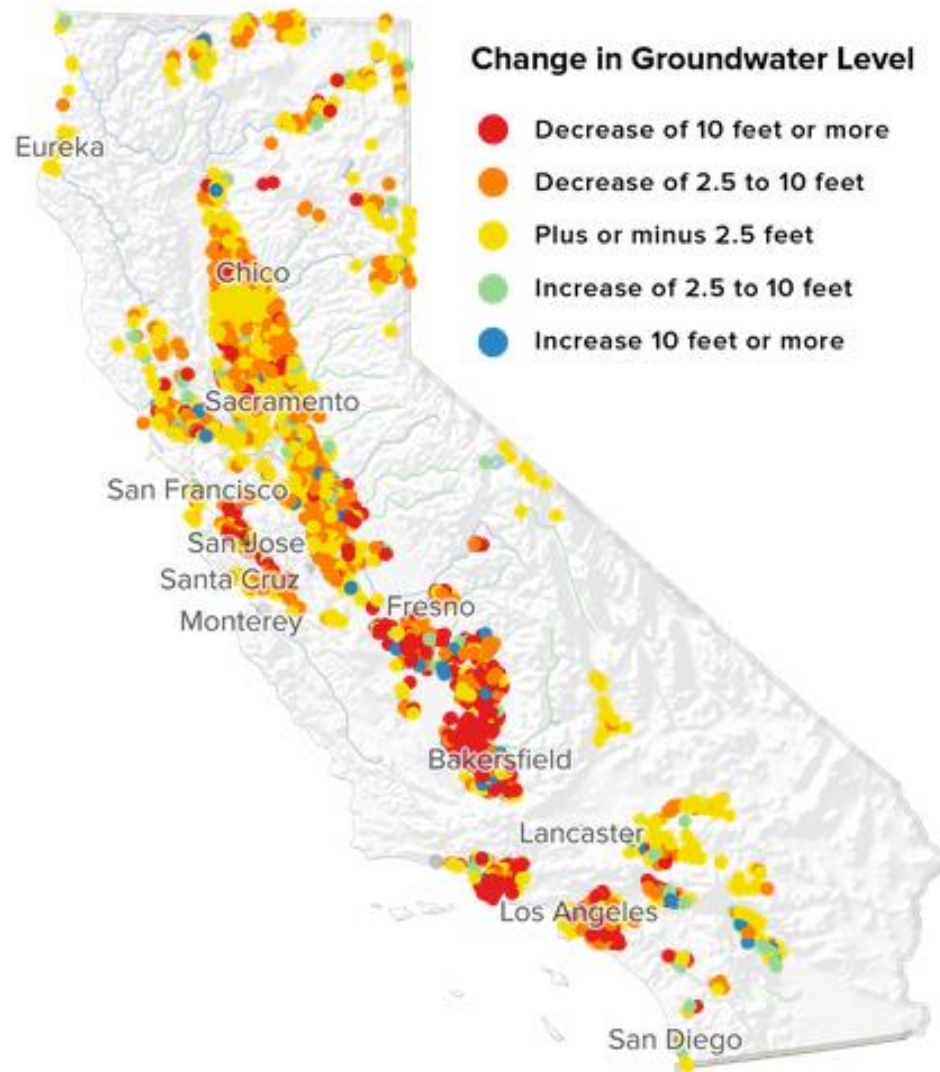 Change in Groundwater Level
Decrease of 10 feet or more
Decrease of 2.5 to 10 feet
Plus or minus 2.5 feet
Increase of 2.5 to 10 feet
Increase 10 feet or more
Eureka
Chico
Sacramento
San Francisco
San Jose
Santa Cruz
Monterey
Fresno
Bakersfield
Lancaster
Los Angeles
San Diego